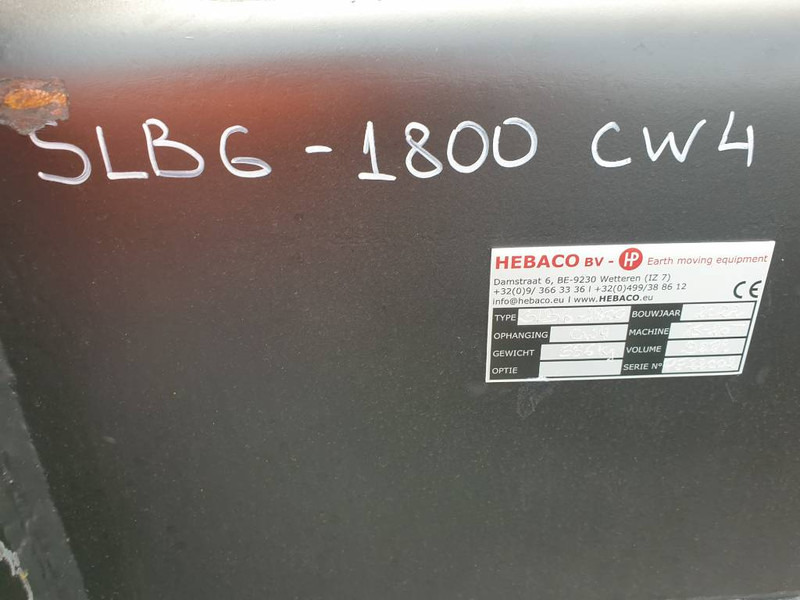 SLB6 - 1800 CW4
HEBACO BV - HP Earth moving equipment
Damstraat 6, BE-9230 Wetteren (IZ 7)
+32(0)9/ 366 33 36 I +32(0)499/38 86 12
info@hebaco.eu I www.HEBACO.eu
CE
TYPE BOUWJAAR
OPHANGING MACHINE
GEWICHT VOLUME
OPTIE SERIE N°